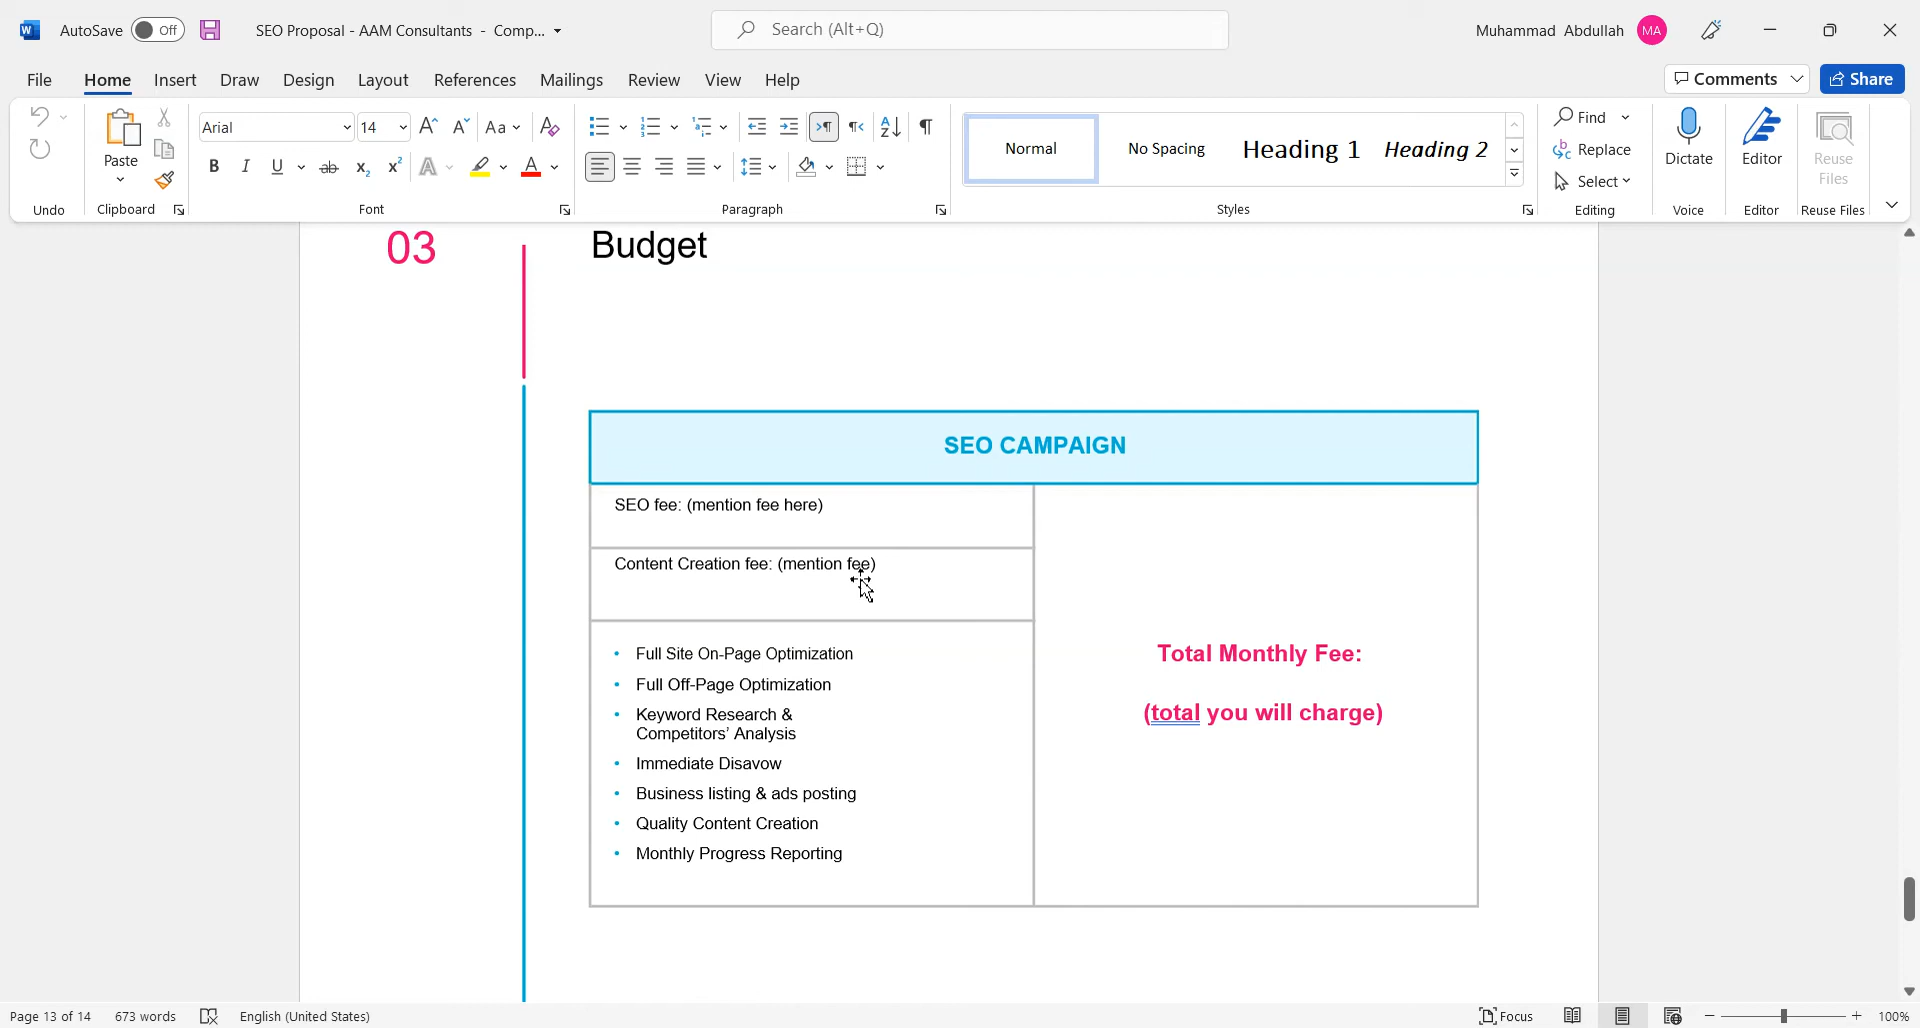 AutoSave Off SEO Proposal - AAM Consultants - Comp... Search (Alt+Q) Muhammad Abdullah MA
File Home Insert Draw Design Layout References Mailings Review View Help Comments Share
Paste
Arial 14 Aa
Normal No Spacing Heading 1 Heading 2
Find
Replace
Select
Dictate
Editor
Reuse
Files
Undo Clipboard Font Paragraph Styles Editing Voice Editor Reuse Files
03 Budget
SEO CAMPAIGN
SEO fee: (mention fee here)
Content Creation fee: (mention fee)
• Full Site On-Page Optimization
• Full Off-Page Optimization
• Keyword Research &
Competitors' Analysis
• Immediate Disavow
• Business listing & ads posting
• Quality Content Creation
• Monthly Progress Reporting
Total Monthly Fee:
(total you will charge)
Page 13 of 14 673 words English (United States) Focus 100%